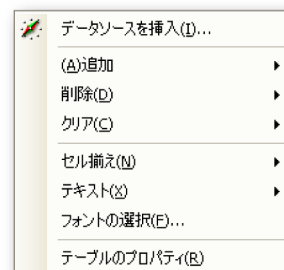 データソースを挿入(I)...
(A)追加
削除(D)
クリア(C)
セル揃え(N)
テキスト(X)
フォントの選択(F)...
テーブルのプロパティ(R)